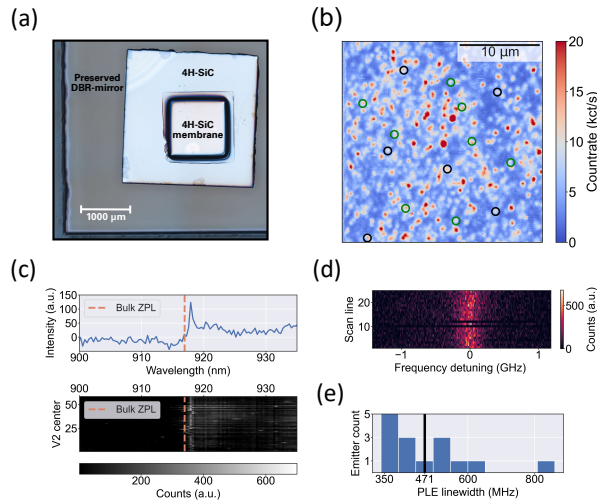 (a)
4H-SiC
Preserved
DBR-mirror
4H-SiC
membrane
1000 μm
(b)
10 μm
20
15
10
5
0
Countrate (kct/s)
(c)
150
100
50
0
Intensity (a.u.)
Bulk ZPL
900 910 920 930
Wavelength (nm)
900 910 920 930
50
0
V2 center
Bulk ZPL
200 400 600
Counts (a.u.)
(d)
20
10
Scan line
−1 0 1
Frequency detuning (GHz)
500
0
Counts (a.u.)
(e)
5
3
1
Emitter count
350 471 600 800
PLE linewidth (MHz)